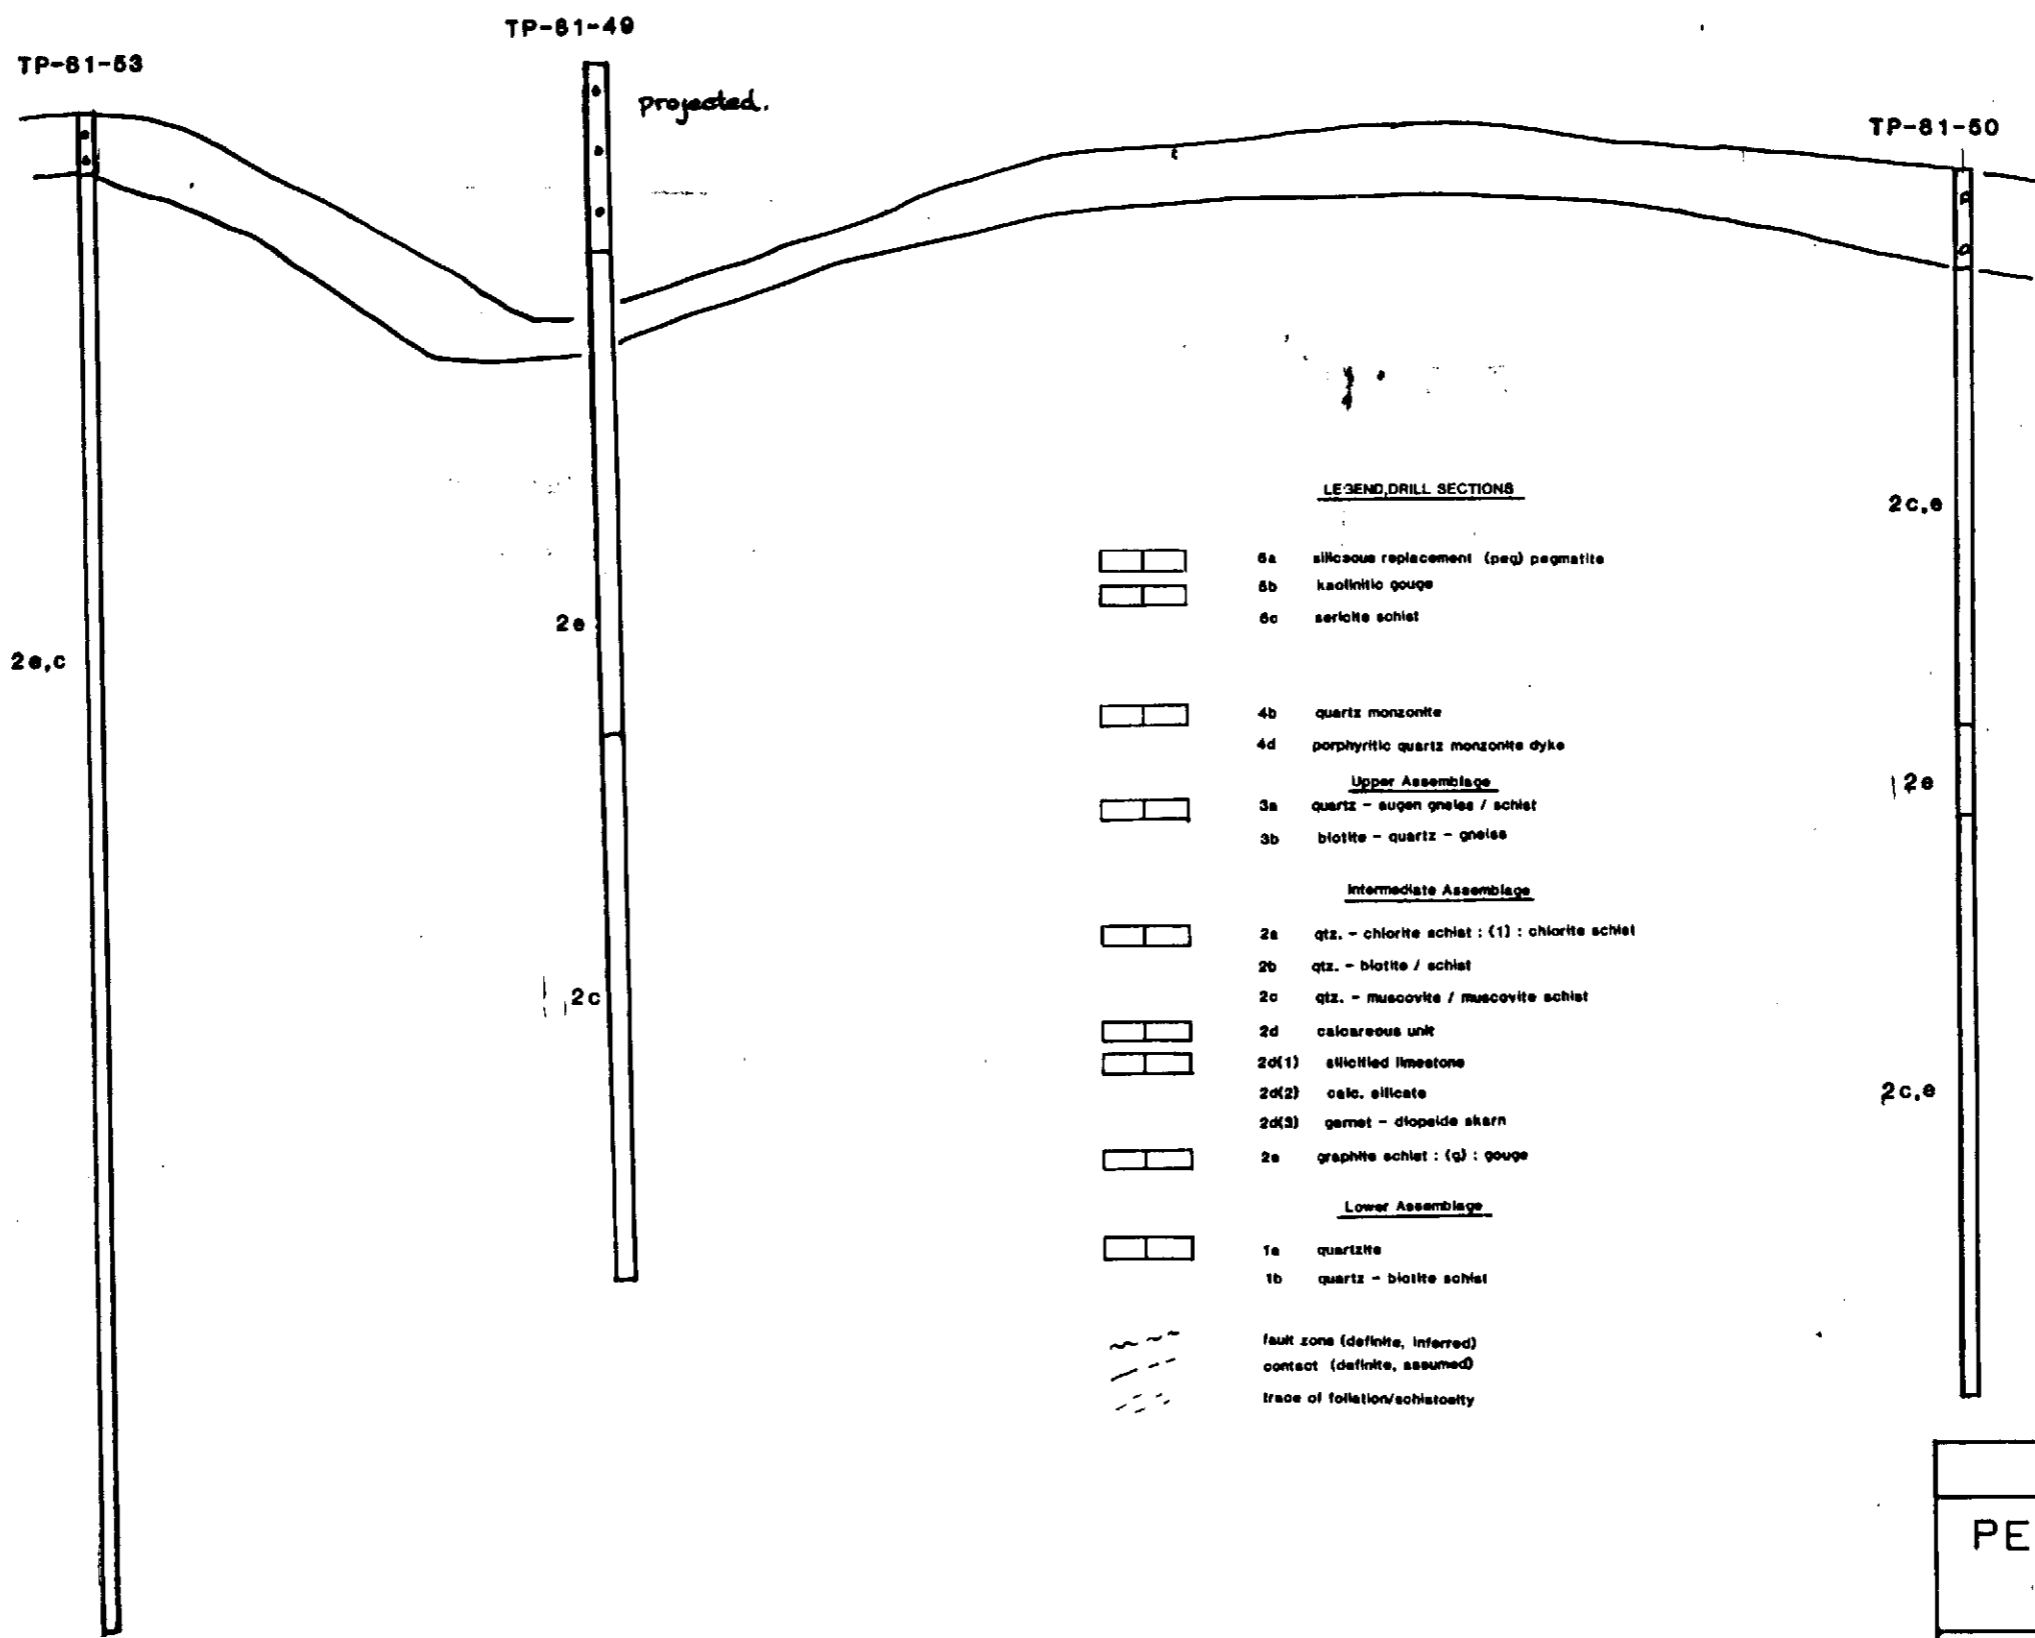 TP-81-53
TP-81-49
projected.
TP-81-50
2e,c
2e
2c
2c,e
2e
2c,e
LEGEND,DRILL SECTIONS
5a siliceous replacement (peg) pegmatite
5b kaolinitic gouge
5c sericite schist
4b quartz monzonite
4d porphyritic quartz monzonite dyke
Upper Assemblage
3a quartz - augen gneiss / schist
3b biotite - quartz - gneiss
Intermediate Assemblage
2a qtz. - chlorite schist : (1) : chlorite schist
2b qtz. - biotite / schist
2c qtz. - muscovite / muscovite schist
2d calcareous unit
2d(1) silicified limestone
2d(2) calc. silicate
2d(3) garnet - diopside skarn
2e graphite schist : (g) : gouge
Lower Assemblage
1a quartzite
1b quartz - biotite schist
fault zone (definite, inferred)
contact (definite, assumed)
trace of foliation/schistosity
PE